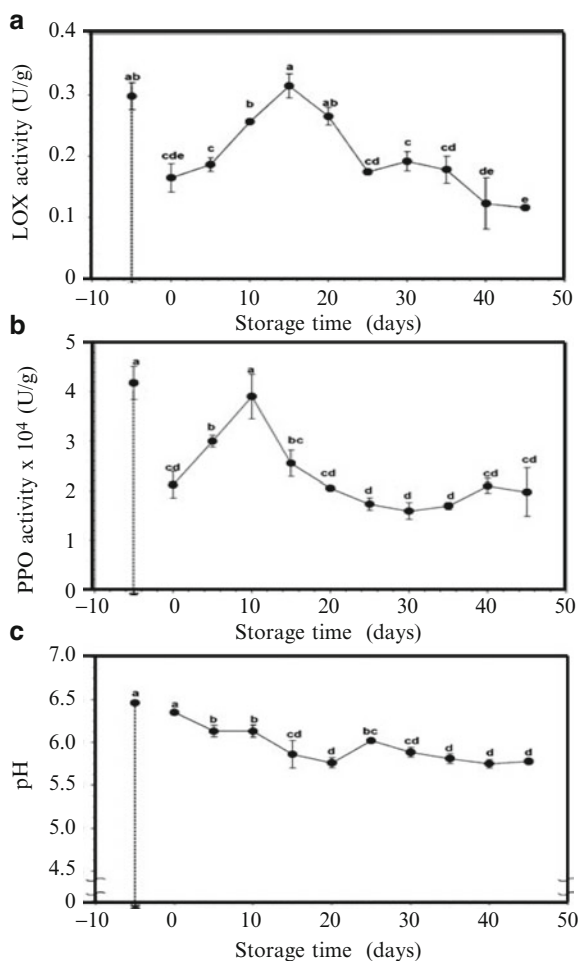 a
LOX activity (U/g)
0.4
0.3
0.2
0.1
0
ab
cde
c
b
a
ab
cd
c
cd
de
e
−10 0 10 20 30 40 50
Storage time (days)
b
PPO activity x 10⁴ (U/g)
5
4
3
2
1
0
a
cd
b
a
bc
cd
d
d
d
cd
cd
−10 0 10 20 30 40 50
Storage time (days)
c
pH
7.0
6.5
6.0
5.5
5.0
4.5
0
a
a
b
b
cd
d
bc
cd
d
d
d
−10 0 10 20 30 40 50
Storage time (days)